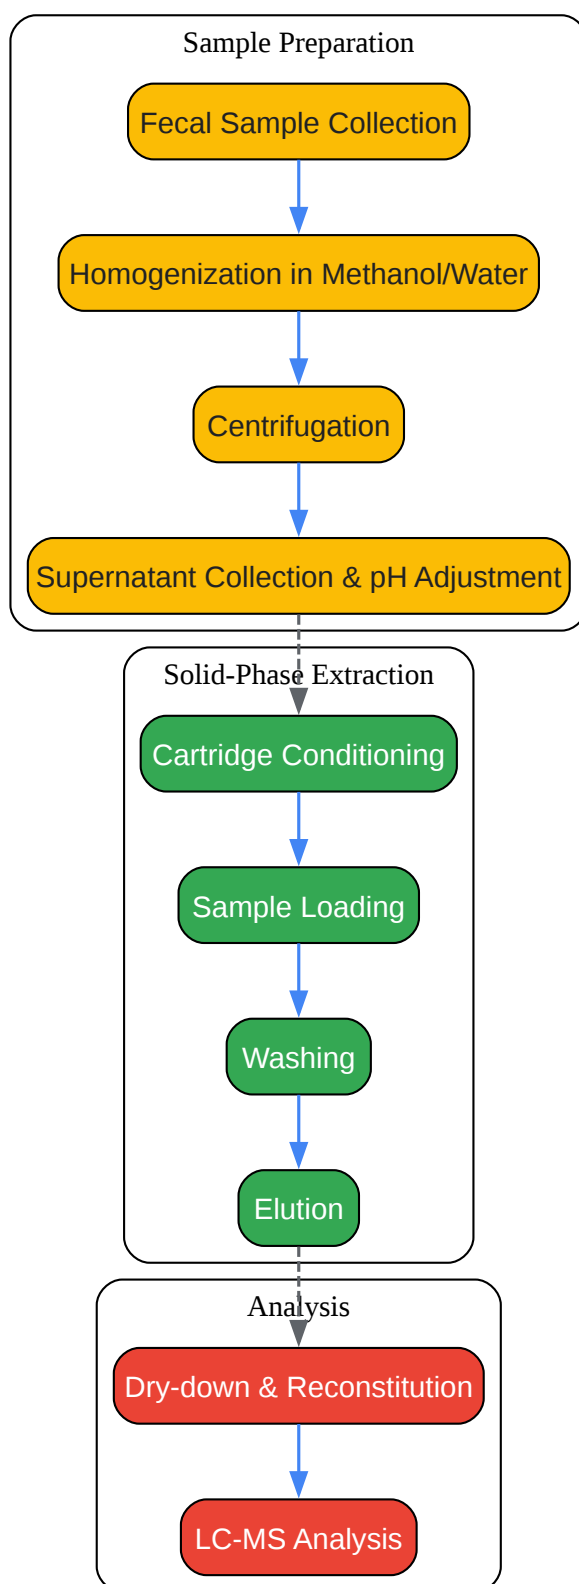 Sample Preparation
Fecal Sample Collection
Homogenization in Methanol/Water
Centrifugation
Supernatant Collection & pH Adjustment
Solid-Phase Extraction
Cartridge Conditioning
Sample Loading
Washing
Elution
Analysis
Dry-down & Reconstitution
LC-MS Analysis